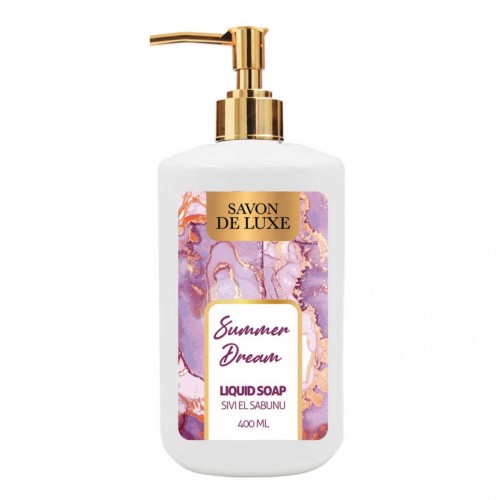 SAVON
DE LUXE
Summer
Dream
LIQUID SOAP
SIVI EL SABUNU
400 ML